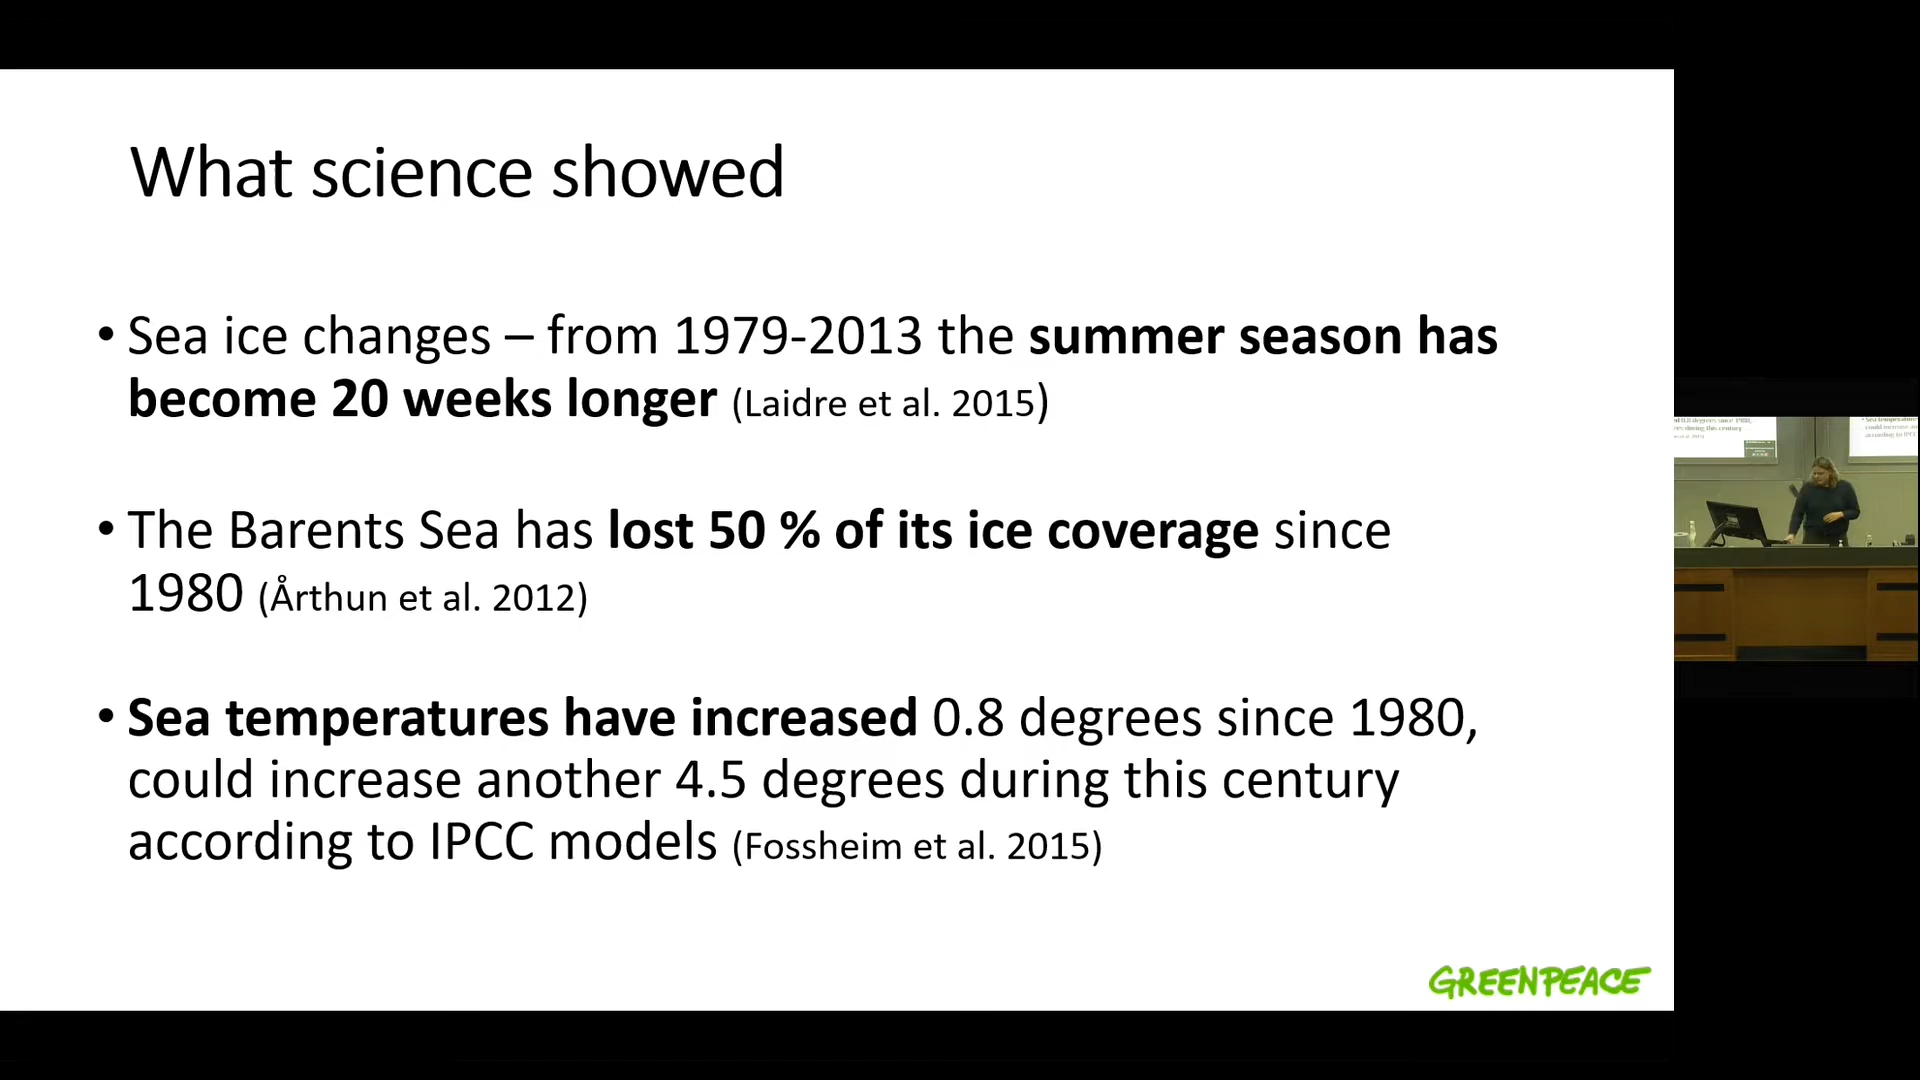 What science showed
• Sea ice changes – from 1979-2013 the summer season has
become 20 weeks longer (Laidre et al. 2015)
• The Barents Sea has lost 50 % of its ice coverage since
1980 (Årthun et al. 2012)
• Sea temperatures have increased 0.8 degrees since 1980,
could increase another 4.5 degrees during this century
according to IPCC models (Fossheim et al. 2015)
GREENPEACE